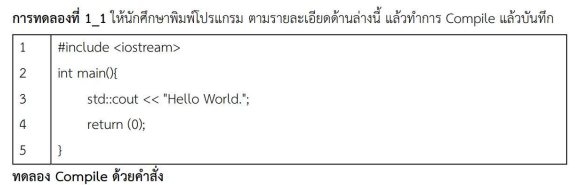 การทดลองที่ 1_1 ให้นักศึกษาพิมพ์โปรแกรม ตามรายละเอียดด้านล่างนี้ แล้วทำการ Compile แล้วบันทึก
1 #include <iostream>
2 int main(){
3 std::cout << "Hello World.";
4 return (0);
5 }
ทดลอง Compile ด้วยคำสั่ง